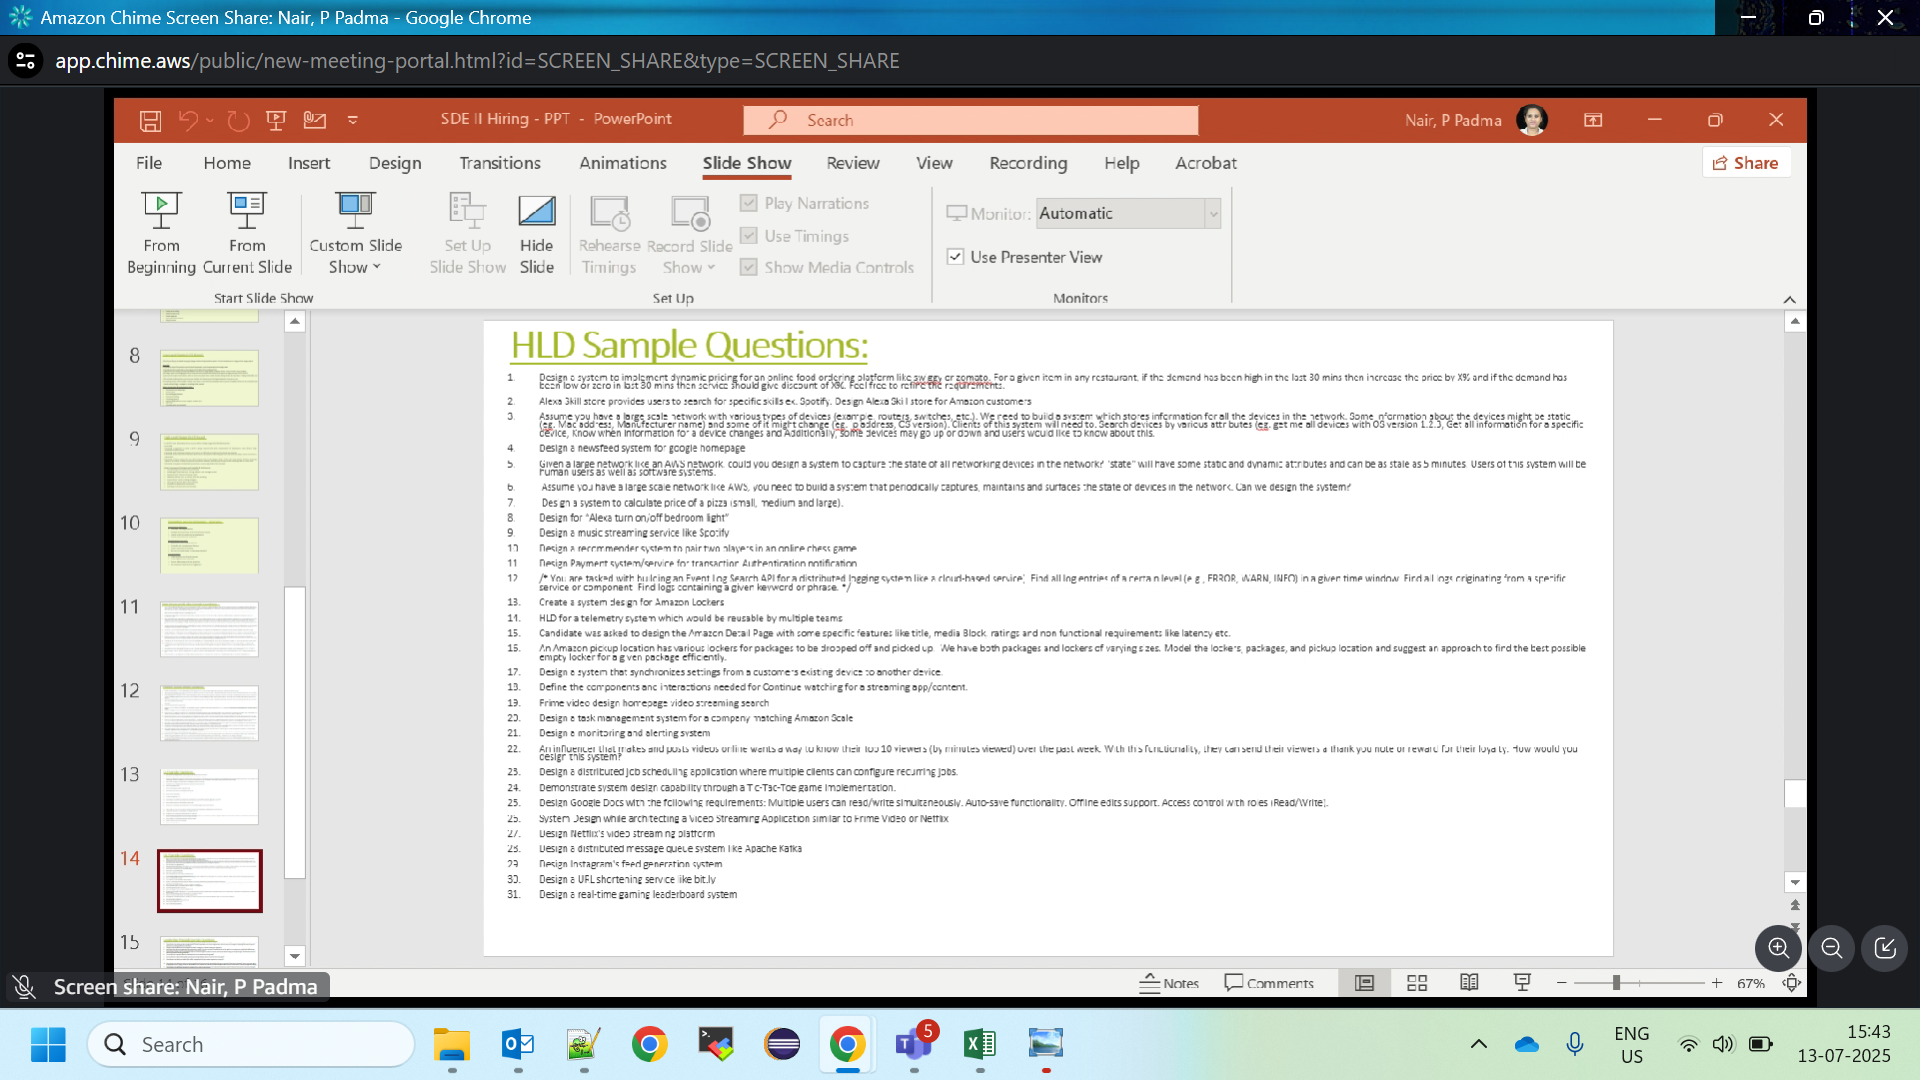 Amazon Chime Screen Share: Nair, P Padma - Google Chrome
app.chime.aws/public/new-meeting-portal.html?id=SCREEN_SHARE&type=SCREEN_SHARE
SDE II Hiring - PPT - PowerPoint
Search
Nair, P Padma
File Home Insert Design Transitions Animations Slide Show Review View Recording Help Acrobat
Share
From Beginning
From Current Slide
Custom Slide Show
Set Up Slide Show
Hide Slide
Rehearse Timings
Record Slide Show
Play Narrations
Use Timings
Show Media Controls
Monitor: Automatic
Use Presenter View
Start Slide Show
Set Up
Monitors
8
9
10
11
12
13
14
15
HLD Sample Questions:
1. Design a system to implement dynamic pricing for an online food ordering platform like swiggy or zomato. For a given item in any restaurant, if the demand has been high in the last 30 mins then increase the price by X% and if the demand has
been low or zero in last 30 mins then service should give discount of X%. Feel free to refine the requirements.
2. Alexa Skill store provides users to search for specific skills ex. Spotify. Design Alexa Skill store for Amazon customers
3. Assume you have a large scale network with various types of devices (example, routers, switches, etc.). We need to build a system which stores information for all the devices in the network. Some information about the devices might be static
(eg. Mac address, Manufacturer name) and some of it might change (eg. address, OS version). Clients of this system will need to. Search devices by various attributes (eg. get me all devices with OS version 1.2.3, Get all information for a specific
device, Know when information for a device changes and Additionally, some devices may go up or down and users would like to know about this.
4. Design a newsfeed system for google homepage
5. Given a large network like an AWS network, could you design a system to capture the state of all networking devices in the network? "state" will have some static and dynamic attributes and can be as stale as 5 minutes. Users of this system will be
human users as well as software systems.
6. Assume you have a large scale network like AWS, you need to build a system that periodically captures, maintains and surfaces the state of devices in the network. Can we design the system?
7. Design a system to calculate price of a pizza (small, medium and large).
8. Design for "Alexa turn on/off bedroom light"
9. Design a music streaming service like Spotify
10. Design a recommender system to pair two players in an online chess game
11. Design Payment system/service for transaction Authentication notification
12. /* You are tasked with building an Event Log Search API for a distributed logging system like a cloud-based service). Find all log entries of a certain level (e.g., ERROR, WARN, INFO) in a given time window. Find all logs originating from a specific
service or component. Find logs containing a given keyword or phrase. */
13. Create a system design for Amazon Lockers
14. HLD for a telemetry system which would be reusable by multiple teams
15. Candidate was asked to design the Amazon Detail Page with some specific features like title, media Block, ratings and non functional requirements like latency etc.
16. An Amazon pickup location has various lockers for packages to be dropped off and picked up. We have both packages and lockers of varying sizes. Model the lockers, packages, and pickup location and suggest an approach to find the best possible
empty locker for a given package efficiently.
17. Design a system that synchronizes settings from a customers existing device to another device.
18. Define the components and interactions needed for Continue watching for a streaming app/content.
19. Prime video design homepage video streaming search
20. Design a task management system for a company matching Amazon Scale
21. Design a monitoring and alerting system
22. An influencer that makes and posts videos online wants a way to know their top 10 viewers (by minutes viewed) over the past week. With this functionality, they can send their viewers a thank you note or reward for their loyalty. How would you
design this system?
23. Design a distributed job scheduling application where multiple clients can configure recurring jobs.
24. Demonstrate system design capability through a Tic-Tac-Toe game implementation.
25. Design Google Docs with the following requirements: Multiple users can read/write simultaneously. Auto-save functionality. Offline edits support. Access control with roles (Read/Write).
26. System Design while architecting a Video Streaming Application similar to Prime Video or Netflix
27. Design Netflix's video streaming platform
28. Design a distributed message queue system like Apache Kafka
29. Design Instagram's feed generation system
30. Design a URL shortening service like bit.ly
31. Design a real-time gaming leaderboard system
Screen share: Nair, P Padma
Notes
Comments
67%
Search
5
ENG
US
15:43
13-07-2025